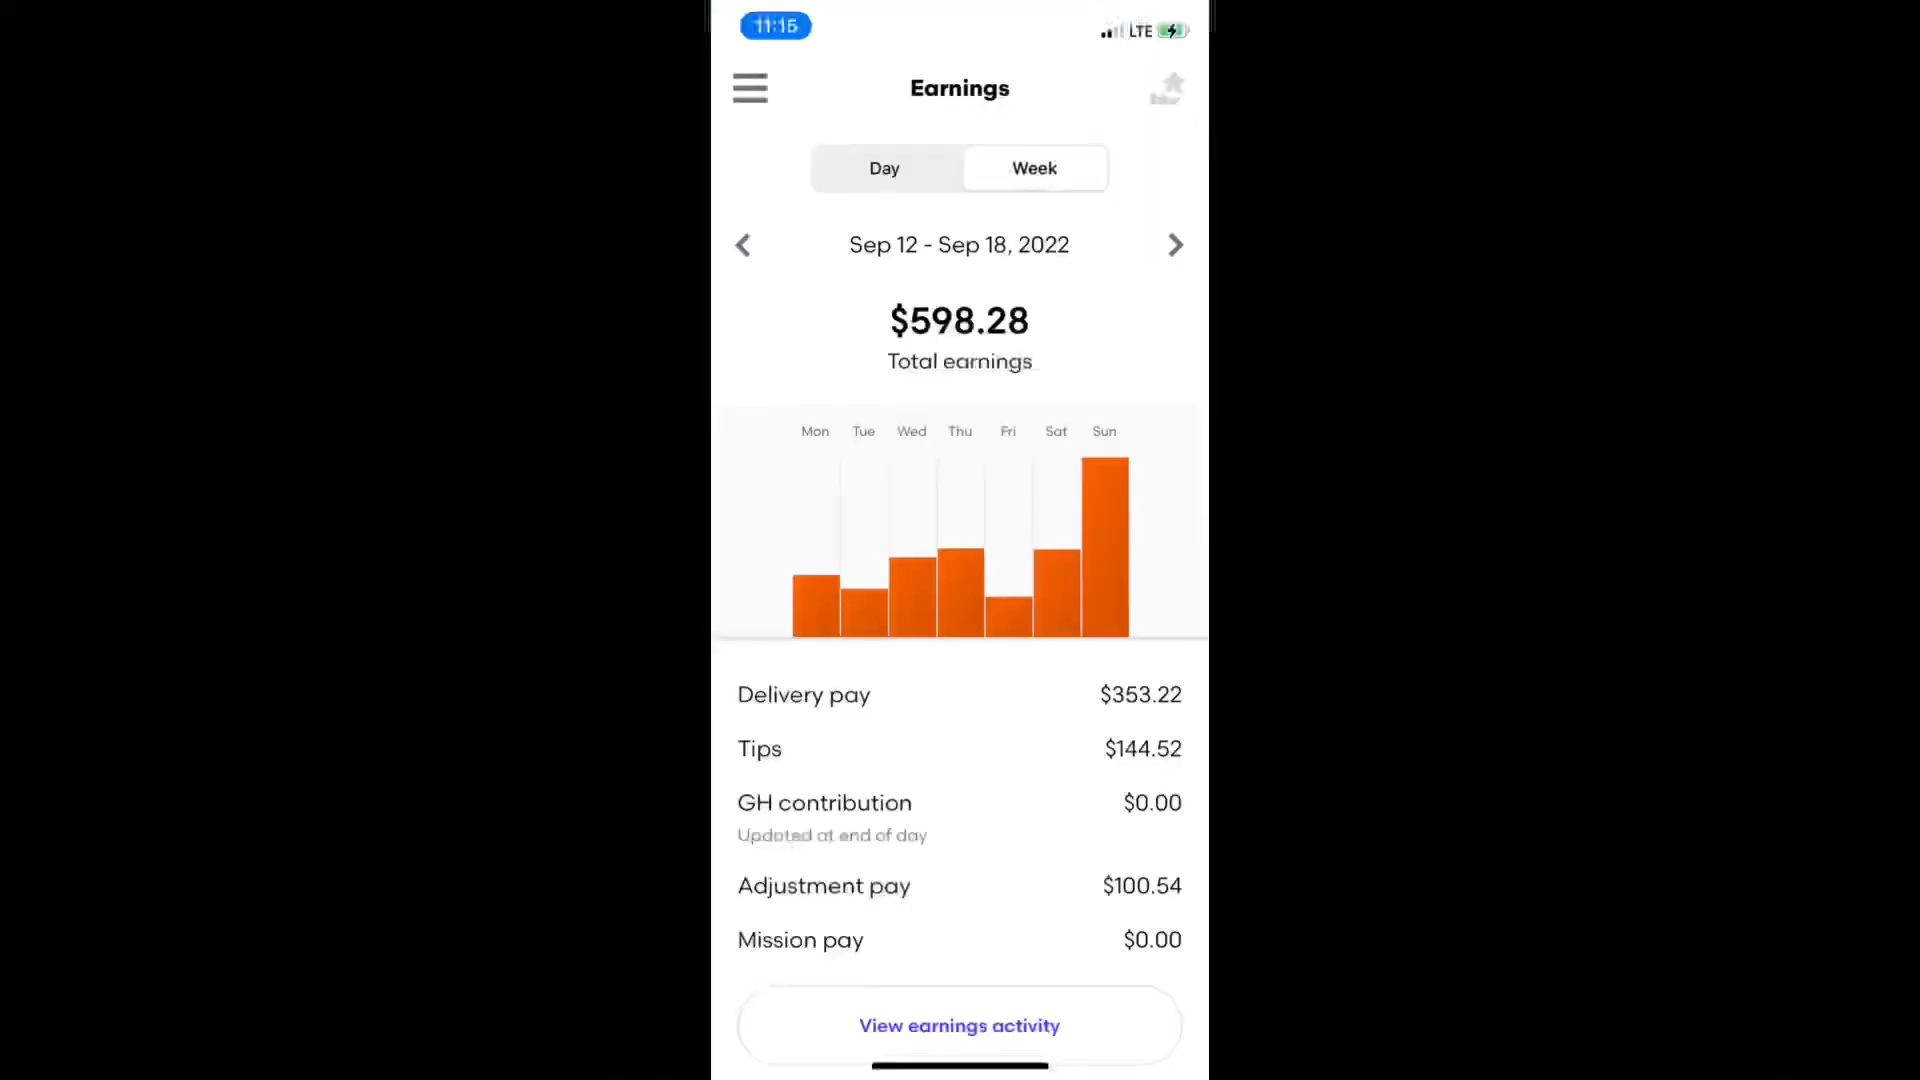 11:15
LTE
Earnings
Day Week
Sep 12 - Sep 18, 2022
$598.28
Total earnings
Mon Tue Wed Thu Fri Sat Sun
Delivery pay $353.22
Tips $144.52
GH contribution $0.00
Updated at end of day
Adjustment pay $100.54
Mission pay $0.00
View earnings activity